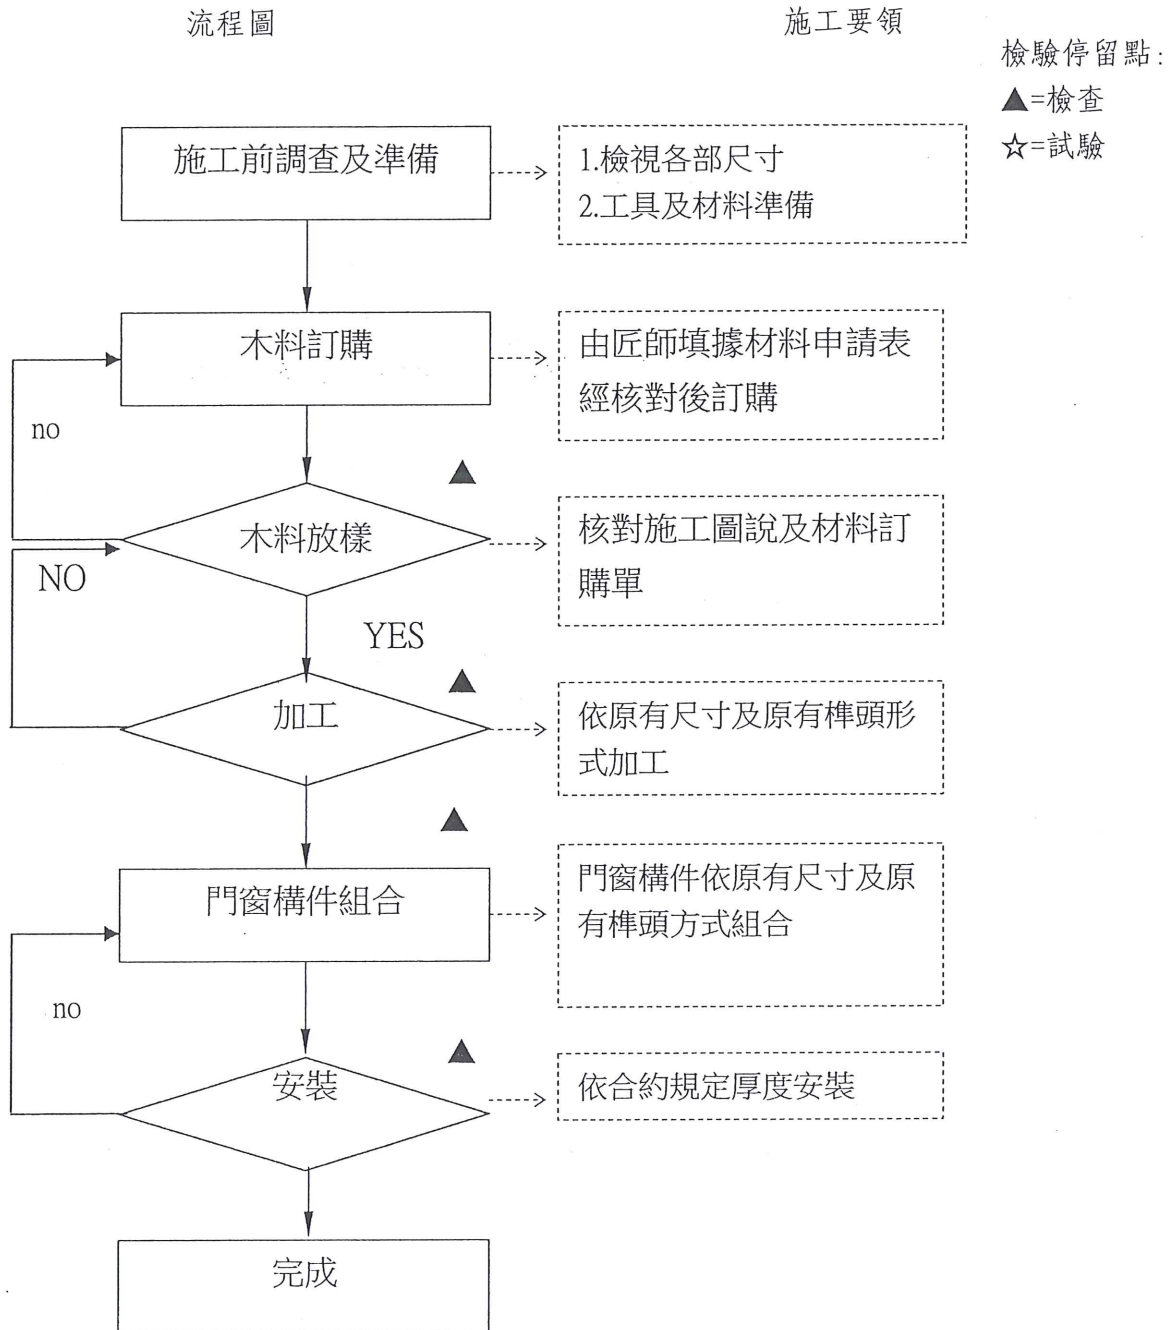 流程圖
施工要領
檢驗停留點:
▲=檢查
☆=試驗
施工前調查及準備
1.檢視各部尺寸
2.工具及材料準備
木料訂購
由匠師填據材料申請表
經核對後訂購
no
▲
木料放樣
核對施工圖說及材料訂
購單
NO
YES
▲
加工
依原有尺寸及原有榫頭形
式加工
▲
門窗構件組合
門窗構件依原有尺寸及原
有榫頭方式組合
no
▲
安裝
依合約規定厚度安裝
完成